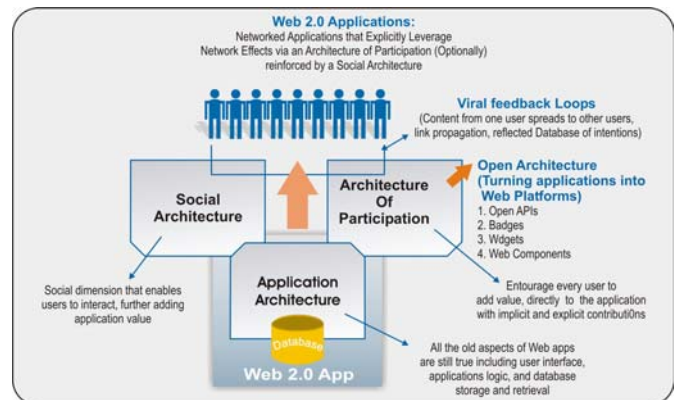 Web 2.0 Applications:
Networked Applications that Explicitly Leverage
Network Effects via an Architecture of Participation (Optionally)
reinforced by a Social Architecture
Viral feedback Loops
(Content from one user spreads to other users,
link propagation, reflected Database of intentions)
Social
Architecture
Architecture
Of
Participation
Open Architecture
(Turning applications into
Web Platforms)
1. Open APIs
2. Badges
3. Wdgets
4. Web Components
Social dimension that enables
users to interact, further adding
application value
Application
Architecture
Database
Web 2.0 App
Entourage every user to
add value, directly to the application
with implicit and explicit contributi0ns
All the old aspects of Web apps
are still true including user interface,
applications logic, and database
storage and retrieval